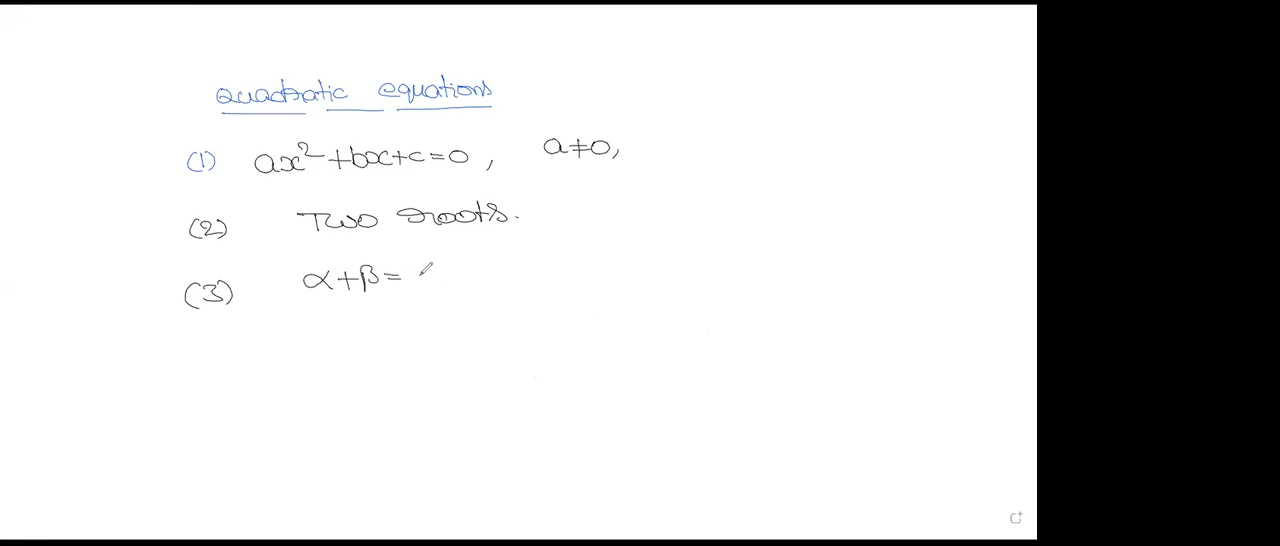 quadratic equations
(1) ax²+bx+c=0, a≠0,
(2) Two roots.
(3) α+β=